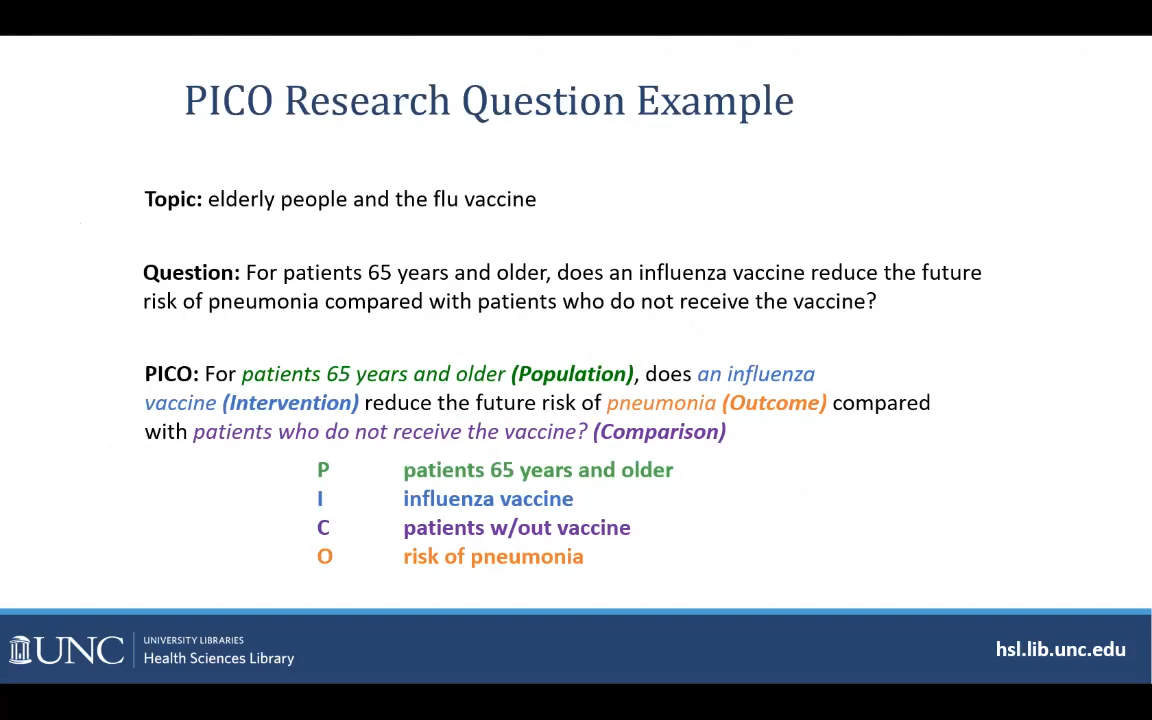 PICO Research Question Example
Topic: elderly people and the flu vaccine
Question: For patients 65 years and older, does an influenza vaccine reduce the future
risk of pneumonia compared with patients who do not receive the vaccine?
PICO: For patients 65 years and older (Population), does an influenza
vaccine (Intervention) reduce the future risk of pneumonia (Outcome) compared
with patients who do not receive the vaccine? (Comparison)
P patients 65 years and older
I influenza vaccine
C patients w/out vaccine
O risk of pneumonia
UNC
UNIVERSITY LIBRARIES
Health Sciences Library
hsl.lib.unc.edu